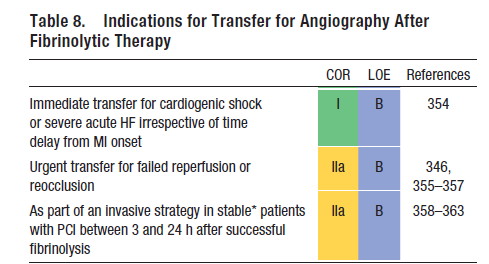 Table 8. Indications for Transfer for Angiography After
Fibrinolytic Therapy
COR LOE References
Immediate transfer for cardiogenic shock I B 354
or severe acute HF irrespective of time
delay from MI onset
Urgent transfer for failed reperfusion or IIa B 346,
reocclusion 355–357
As part of an invasive strategy in stable* patients IIa B 358–363
with PCI between 3 and 24 h after successful
fibrinolysis